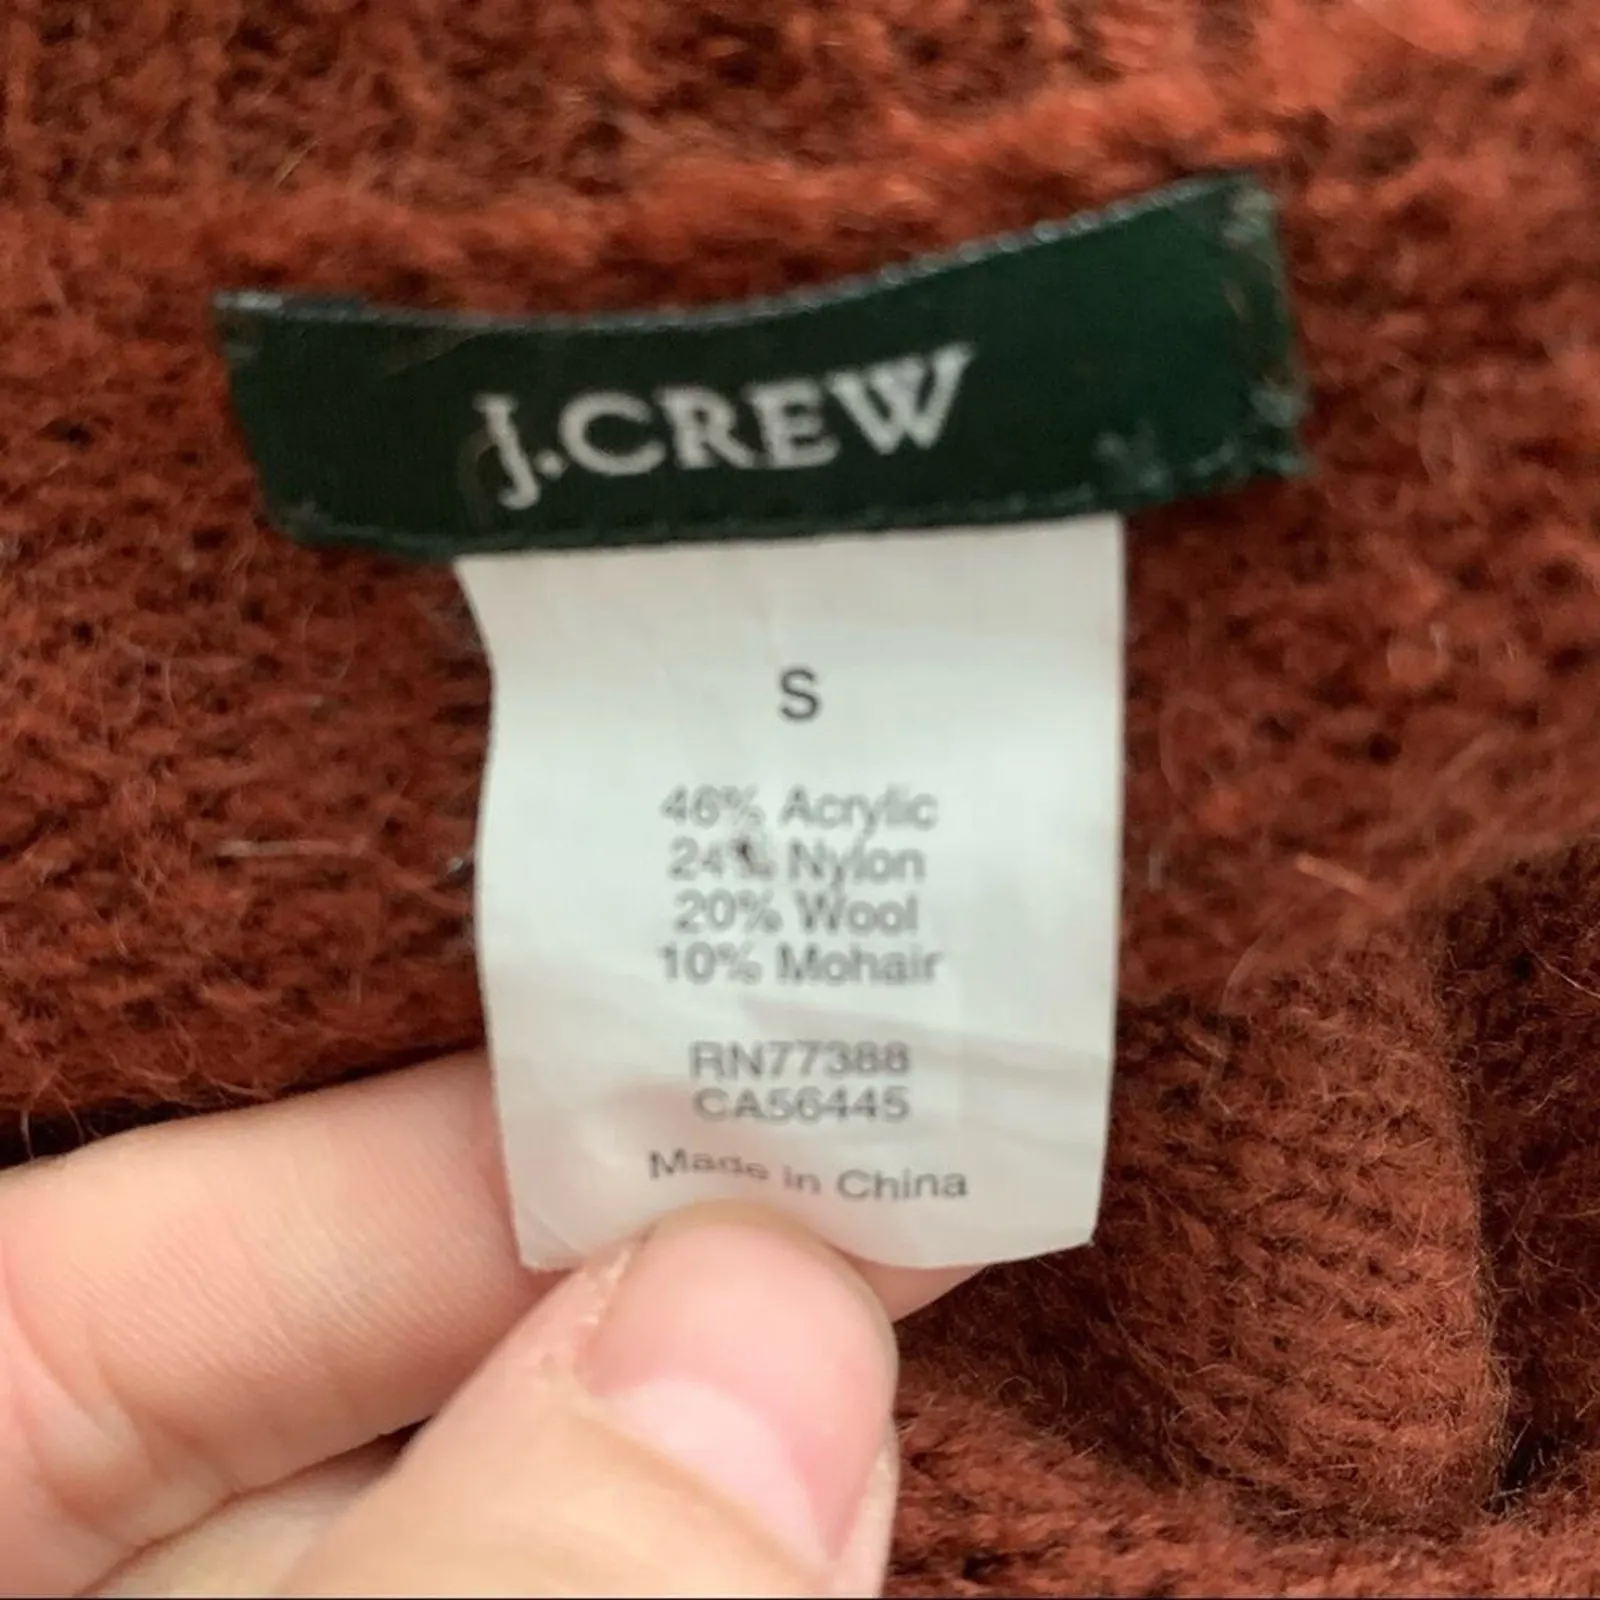 J.CREW
S
46% Acrylic
24% Nylon
20% Wool
10% Mohair
RN77388
CA56445
Made in China